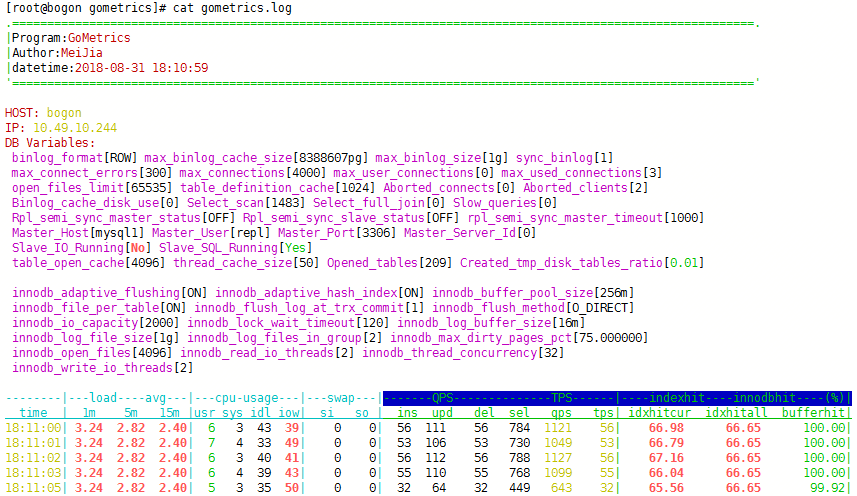 [root@bogon gometrics]# cat gometrics.log
.==========================================================================================================.
|Program:GoMetrics
|Author:MeiJia
|datetime:2018-08-31 18:10:59
'=========================================================================================================='
HOST: bogon
IP: 10.49.10.244
DB Variables:
binlog_format[ROW] max_binlog_cache_size[8388607pg] max_binlog_size[1g] sync_binlog[1]
max_connect_errors[300] max_connections[4000] max_user_connections[0] max_used_connections[3]
open_files_limit[65535] table_definition_cache[1024] Aborted_connects[0] Aborted_clients[2]
Binlog_cache_disk_use[0] Select_scan[1483] Select_full_join[0] Slow_queries[0]
Rpl_semi_sync_master_status[OFF] Rpl_semi_sync_slave_status[OFF] rpl_semi_sync_master_timeout[1000]
Master_Host[mysql1] Master_User[repl] Master_Port[3306] Master_Server_Id[0]
Slave_IO_Running[No] Slave_SQL_Running[Yes]
table_open_cache[4096] thread_cache_size[50] Opened_tables[209] Created_tmp_disk_tables_ratio[0.01]
innodb_adaptive_flushing[ON] innodb_adaptive_hash_index[ON] innodb_buffer_pool_size[256m]
innodb_file_per_table[ON] innodb_flush_log_at_trx_commit[1] innodb_flush_method[O_DIRECT]
innodb_io_capacity[2000] innodb_lock_wait_timeout[120] innodb_log_buffer_size[16m]
innodb_log_file_size[1g] innodb_log_files_in_group[2] innodb_max_dirty_pages_pct[75.000000]
innodb_open_files[4096] innodb_read_io_threads[2] innodb_thread_concurrency[32]
innodb_write_io_threads[2]
--------|---load----avg---|---cpu-usage---|---swap---|-------QPS--------------TPS------|----indexhit----innodbhit----(%)|
time | 1m 5m 15m |usr sys idl iow| si so | ins upd del sel qps tps| idxhitcur idxhitall bufferhit|
18:11:00| 3.24 2.82 2.40| 6 3 43 39| 0 0| 56 111 56 784 1121 56| 66.98 66.65 100.00|
18:11:01| 3.24 2.82 2.40| 7 4 33 49| 0 0| 53 106 53 730 1049 53| 66.79 66.65 100.00|
18:11:02| 3.24 2.82 2.40| 6 3 40 41| 0 0| 56 112 56 788 1127 56| 67.16 66.65 100.00|
18:11:03| 3.24 2.82 2.40| 6 4 39 43| 0 0| 55 110 55 768 1099 55| 66.04 66.65 100.00|
18:11:05| 3.24 2.82 2.40| 5 3 35 50| 0 0| 32 64 32 449 643 32| 65.56 66.65 99.92|